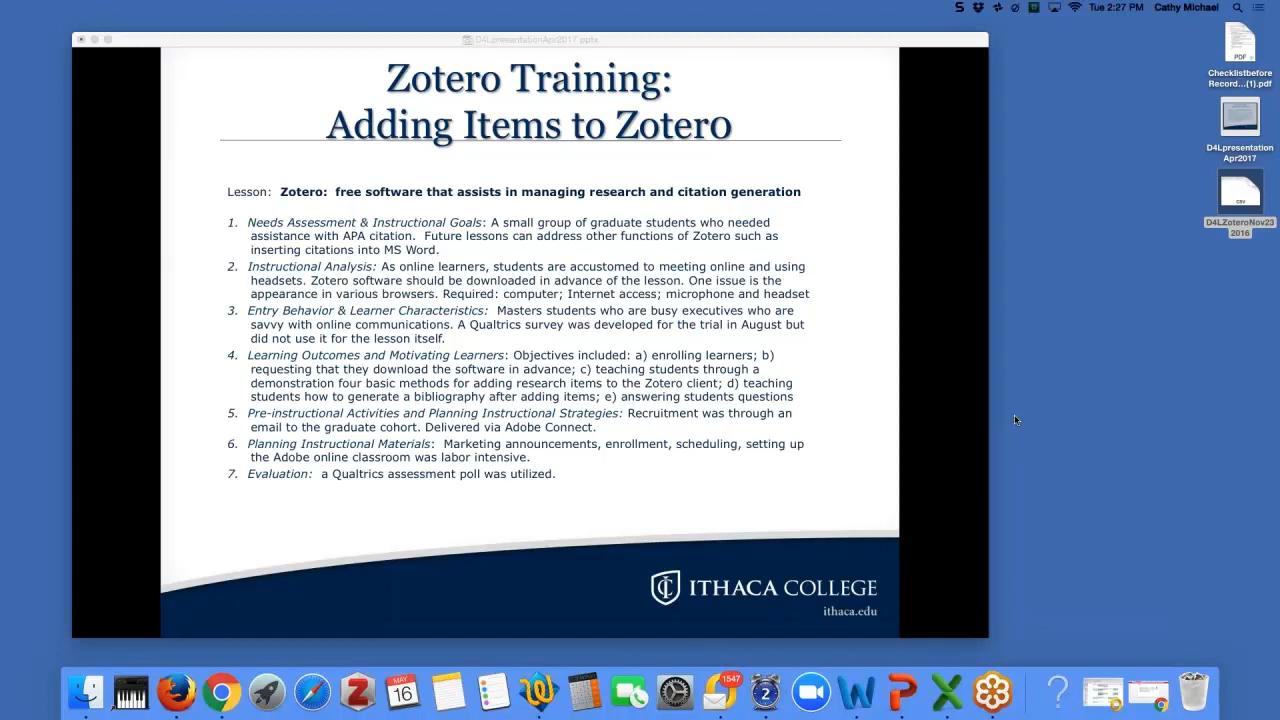 Tue 2:27 PM Cathy Michael
D4LpresentationApr2017.pptx
Zotero Training:
Adding Items to Zotero
Lesson: Zotero: free software that assists in managing research and citation generation
1. Needs Assessment & Instructional Goals: A small group of graduate students who needed
assistance with APA citation. Future lessons can address other functions of Zotero such as
inserting citations into MS Word.
2. Instructional Analysis: As online learners, students are accustomed to meeting online and using
headsets. Zotero software should be downloaded in advance of the lesson. One issue is the
appearance in various browsers. Required: computer; Internet access; microphone and headset
3. Entry Behavior & Learner Characteristics: Masters students who are busy executives who are
savvy with online communications. A Qualtrics survey was developed for the trial in August but
did not use it for the lesson itself.
4. Learning Outcomes and Motivating Learners: Objectives included: a) enrolling learners; b)
requesting that they download the software in advance; c) teaching students through a
demonstration four basic methods for adding research items to the Zotero client; d) teaching
students how to generate a bibliography after adding items; e) answering students questions
5. Pre-instructional Activities and Planning Instructional Strategies: Recruitment was through an
email to the graduate cohort. Delivered via Adobe Connect.
6. Planning Instructional Materials: Marketing announcements, enrollment, scheduling, setting up
the Adobe online classroom was labor intensive.
7. Evaluation: a Qualtrics assessment poll was utilized.
ITHACA COLLEGE
ithaca.edu
PDF
Checklistbefore
Record...(1).pdf
D4Lpresentation
Apr2017
CSV
D4LZoteroNov23
2016
MAY
16
1547
2